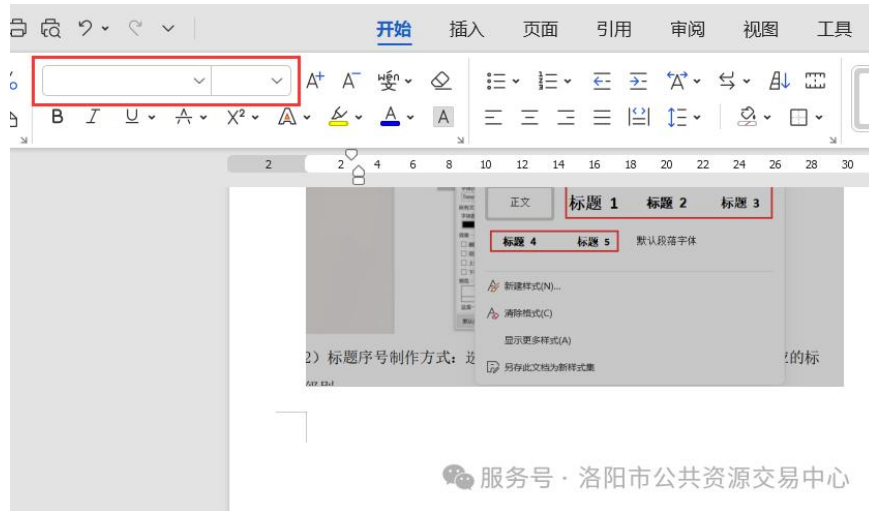 开始 插入 页面 引用 审阅 视图 工具
A+ A- wén 变
B I U A X² A A A
2 2 4 6 8 10 12 14 16 18 20 22 24 26 28 30
正文 标题 1 标题 2 标题 3
标题 4 标题 5 默认段落字体
新建样式(N)...
清除格式(C)
显示更多样式(A)
2）标题序号制作方式：
的标
另存此文档为新样式集
服务号 · 洛阳市公共资源交易中心